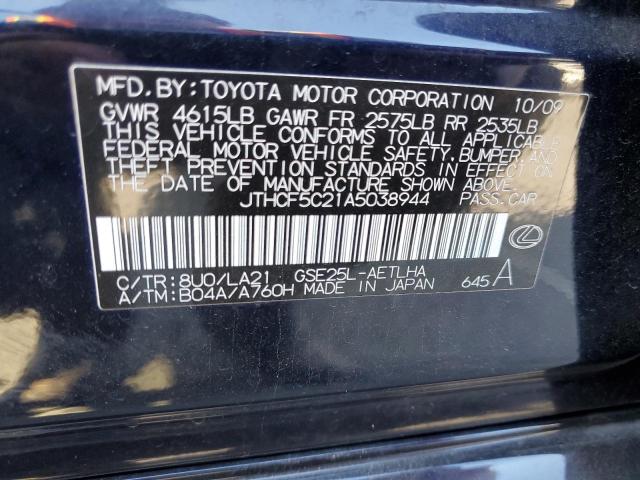 MFD.BY:TOYOTA MOTOR CORPORATION 10/09
GVWR 4615LB GAWR FR 2575LB RR 2535LB
THIS VEHICLE CONFORMS TO ALL APPLICABLE
FEDERAL MOTOR VEHICLE SAFETY,BUMPER,AND
THEFT PREVENTION STANDARDS IN EFFECT ON
THE DATE OF MANUFACTURE SHOWN ABOVE.
JTHCF5C21A5038944 PASS.CAR
C/TR:8U0/LA21 GSE25L-AETLHA
A/TM:B04A/A760H MADE IN JAPAN 645 A